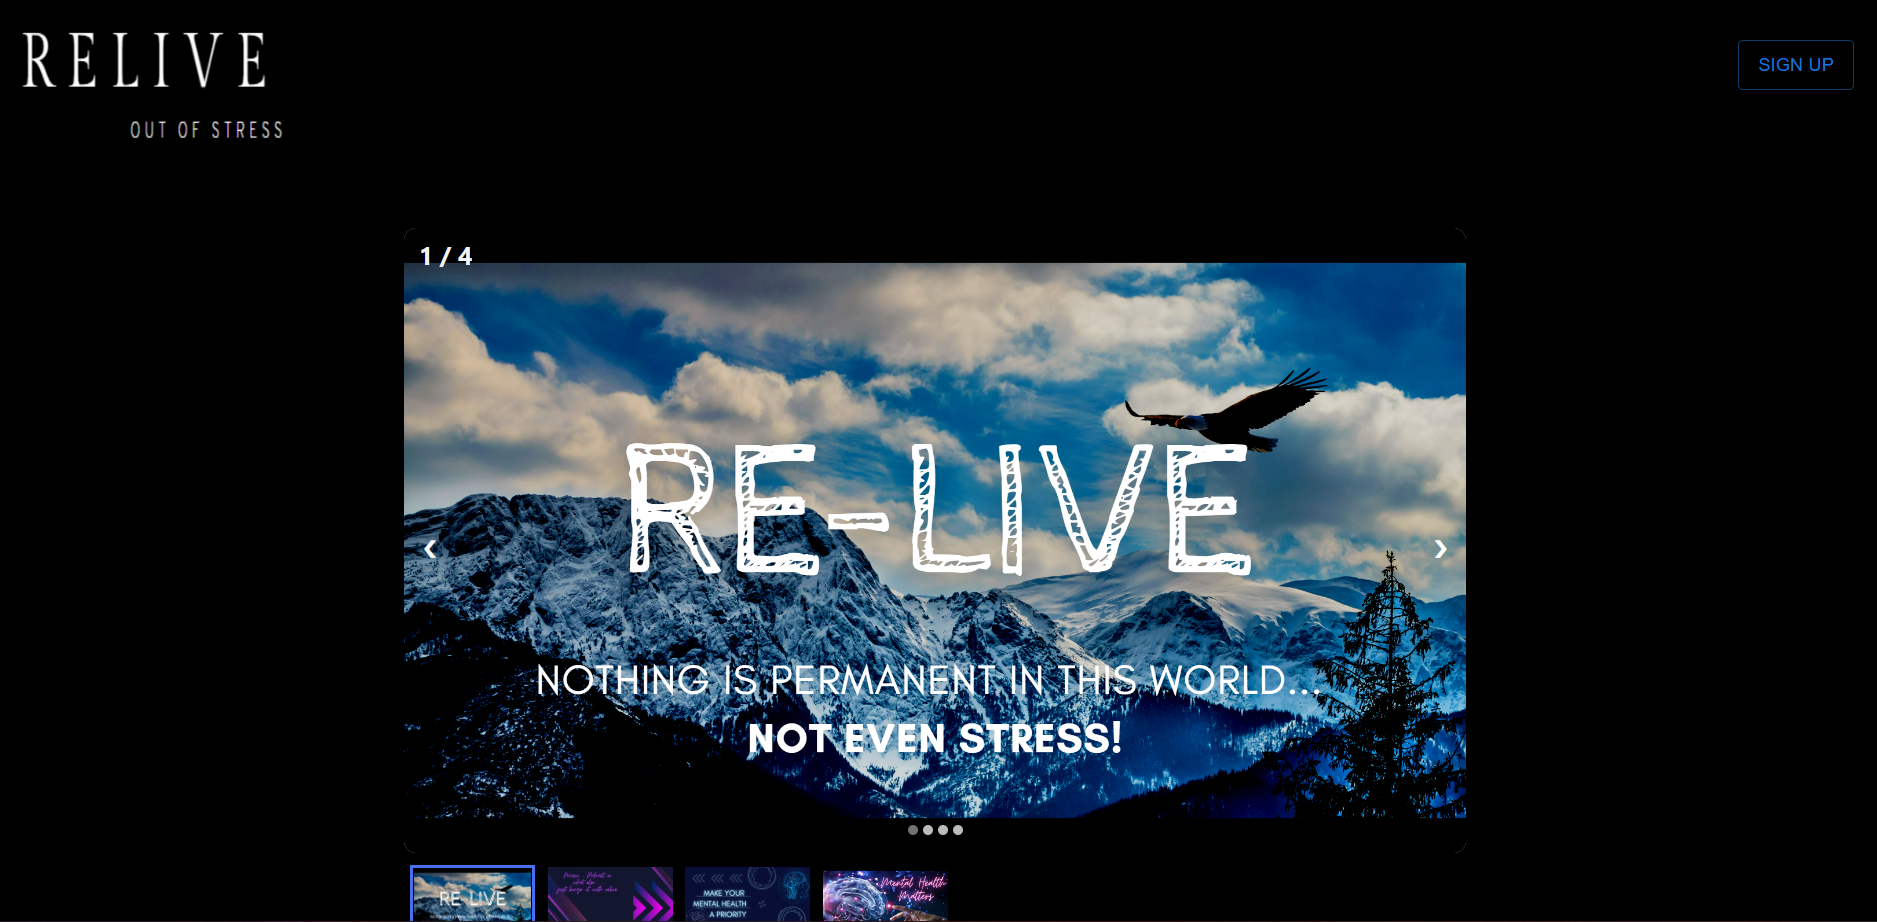 RELIVE
OUT OF STRESS
SIGN UP
1 / 4
RE-LIVE
NOTHING IS PERMANENT IN THIS WORLD...
NOT EVEN STRESS!
RE-LIVE
MAKE YOUR
MENTAL HEALTH
A PRIORITY
Mental Health
Matters